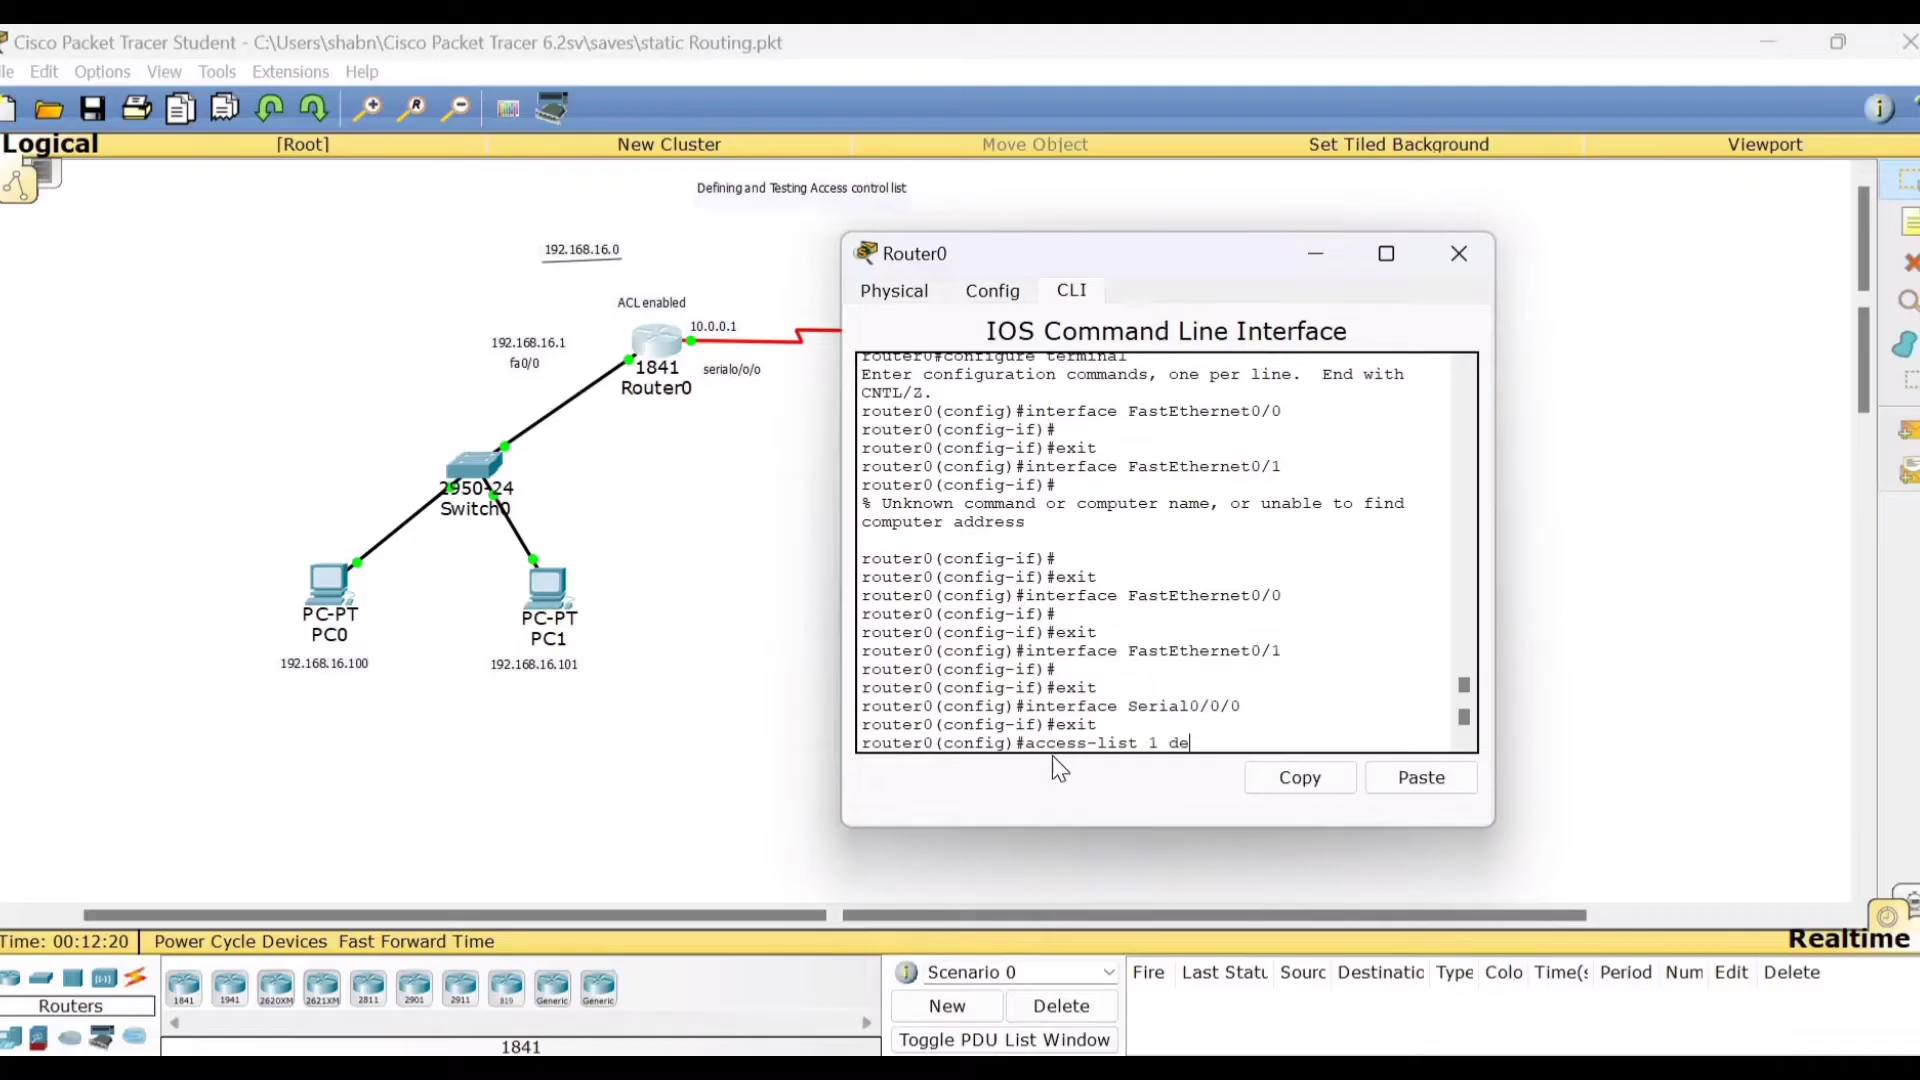 Cisco Packet Tracer Student - C:\Users\shabn\Cisco Packet Tracer 6.2sv\saves\static Routing.pkt
le Edit Options View Tools Extensions Help
Logical [Root] New Cluster Move Object Set Tiled Background Viewport
Defining and Testing Access control list
192.168.16.0
ACL enabled
10.0.0.1
192.168.16.1
fa0/0
serialo/o/o
1841
Router0
2950-24
Switch0
PC-PT
PC0
192.168.16.100
PC-PT
PC1
192.168.16.101
Router0
Physical Config CLI
IOS Command Line Interface
router0#configure terminal
Enter configuration commands, one per line.  End with
CNTL/Z.
router0(config)#interface FastEthernet0/0
router0(config-if)#
router0(config-if)#exit
router0(config)#interface FastEthernet0/1
router0(config-if)#
% Unknown command or computer name, or unable to find
computer address
router0(config-if)#
router0(config-if)#exit
router0(config)#interface FastEthernet0/0
router0(config-if)#
router0(config-if)#exit
router0(config)#interface FastEthernet0/1
router0(config-if)#
router0(config-if)#exit
router0(config)#interface Serial0/0/0
router0(config-if)#exit
router0(config)#access-list 1 de
Copy Paste
Time: 00:12:20 Power Cycle Devices Fast Forward Time
Realtime
Routers
1841 1941 2620XM 2621XM 2811 2901 2911 819 Generic Generic
1841
Scenario 0
New Delete
Toggle PDU List Window
Fire Last Statu Sourc Destinatic Type Colo Time(s Period Num Edit Delete